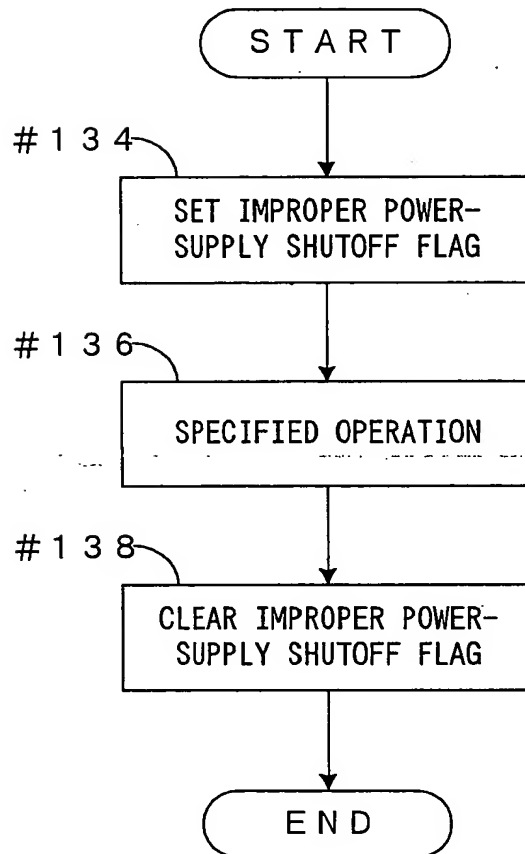 START
#134
SET IMPROPER POWER-
SUPPLY SHUTOFF FLAG
#136
SPECIFIED OPERATION
#138
CLEAR IMPROPER POWER-
SUPPLY SHUTOFF FLAG
END